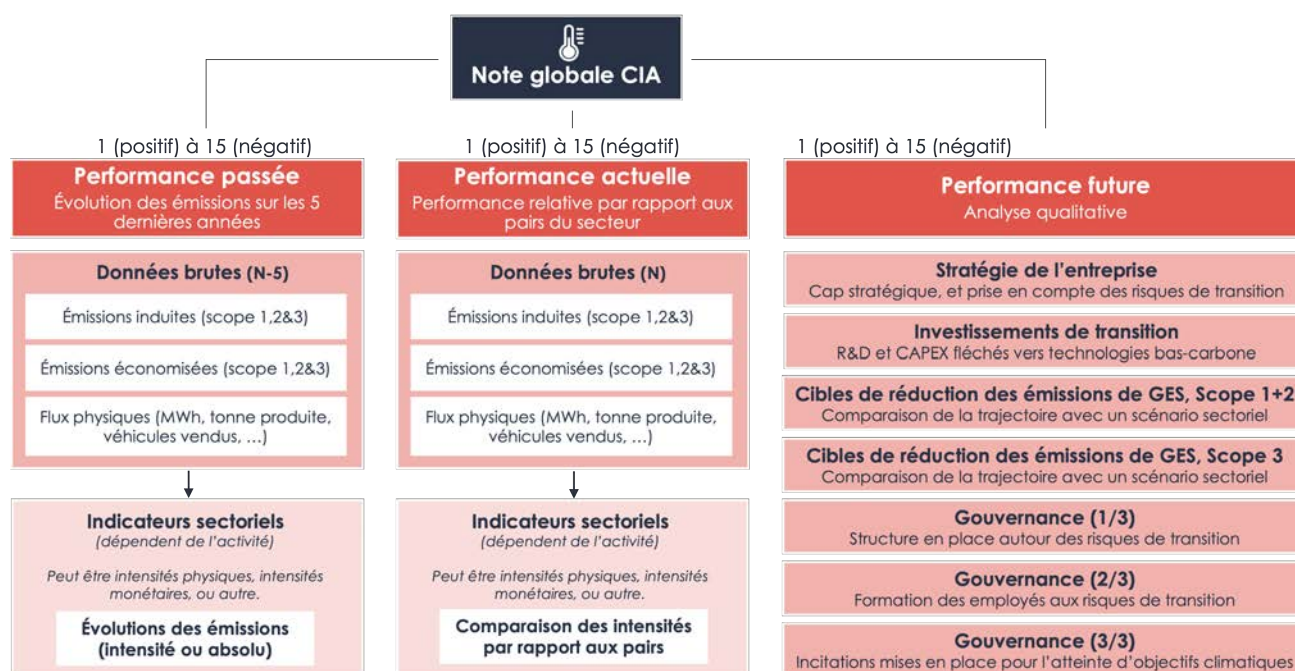 Note globale CIA
1 (positif) à 15 (négatif)
Performance passée
Évolution des émissions sur les 5
dernières années
Données brutes (N-5)
Émissions induites (scope 1,2&3)
Émissions économisées (scope 1,2&3)
Flux physiques (MWh, tonne produite,
véhicules vendus, ...)
Indicateurs sectoriels
(dépendent de l'activité)
Peut être intensités physiques, intensités
monétaires, ou autre.
Évolutions des émissions
(intensité ou absolu)
1 (positif) à 15 (négatif)
Performance actuelle
Performance relative par rapport aux
pairs du secteur
Données brutes (N)
Émissions induites (scope 1,2&3)
Émissions économisées (scope 1,2&3)
Flux physiques (MWh, tonne produite,
véhicules vendus, ...)
Indicateurs sectoriels
(dépendent de l'activité)
Peut être intensités physiques, intensités
monétaires, ou autre.
Comparaison des intensités
par rapport aux pairs
1 (positif) à 15 (négatif)
Performance future
Analyse qualitative
Stratégie de l'entreprise
Cap stratégique, et prise en compte des risques de transition
Investissements de transition
R&D et CAPEX fléchés vers technologies bas-carbone
Cibles de réduction des émissions de GES, Scope 1+2
Comparaison de la trajectoire avec un scénario sectoriel
Cibles de réduction des émissions de GES, Scope 3
Comparaison de la trajectoire avec un scénario sectoriel
Gouvernance (1/3)
Structure en place autour des risques de transition
Gouvernance (2/3)
Formation des employés aux risques de transition
Gouvernance (3/3)
Incitations mises en place pour l'atteinte d'objectifs climatiques